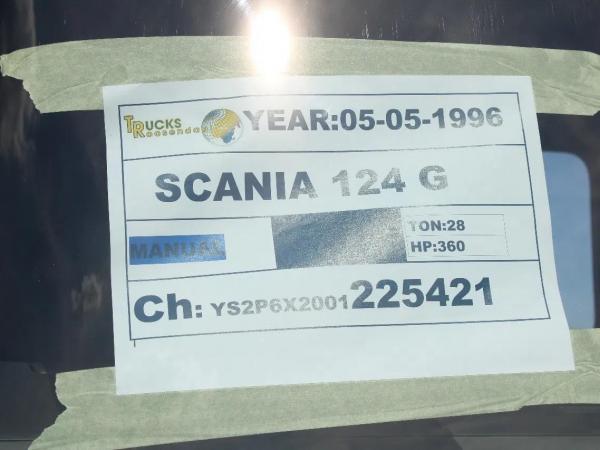 TRUCKS Roosendaal YEAR:05-05-1996
SCANIA 124 G
MANUAL
TON:28
HP:360
Ch: YS2P6X2001225421